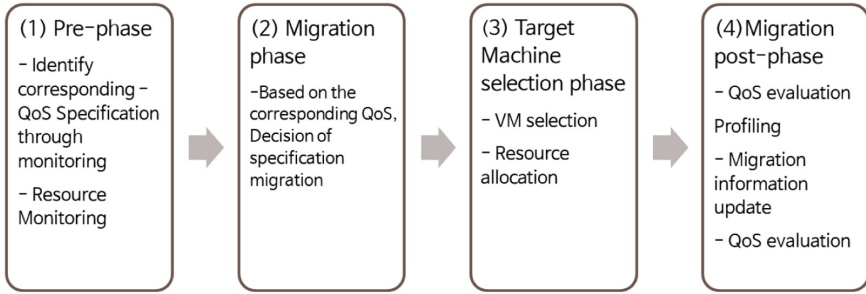 (1) Pre-phase
- Identify
corresponding -
QoS Specification
through
monitoring
- Resource
Monitoring
(2) Migration
phase
-Based on the
corresponding QoS,
Decision of
specification
migration
(3) Target
Machine
selection phase
- VM selection
- Resource
allocation
(4)Migration
post-phase
- QoS evaluation
Profiling
- Migration
information
update
- QoS evaluation